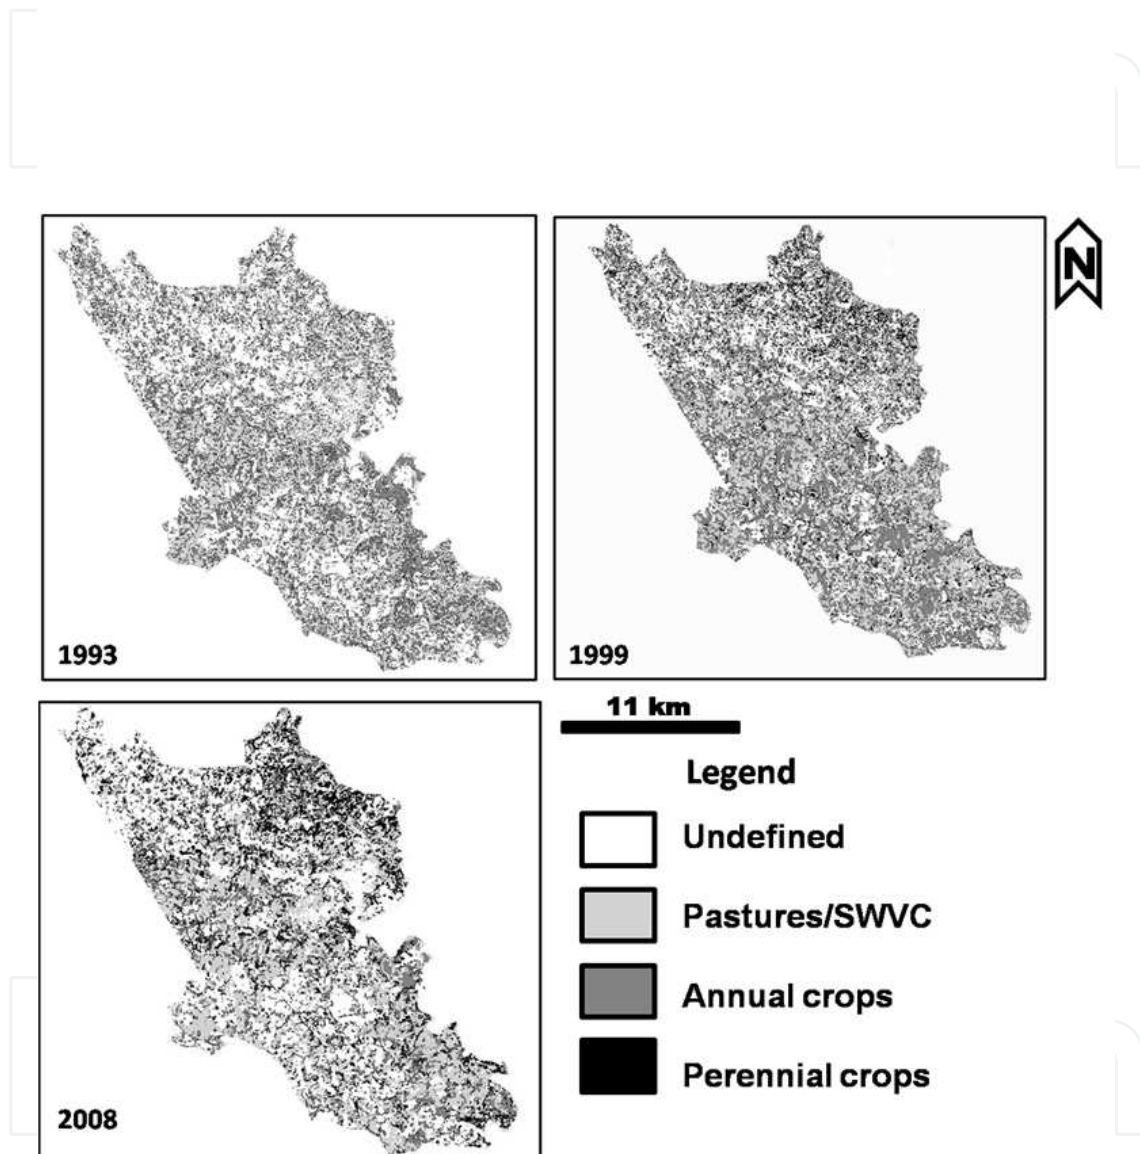 N
1993
1999
2008
11 km
Legend
Undefined
Pastures/SWVC
Annual crops
Perennial crops